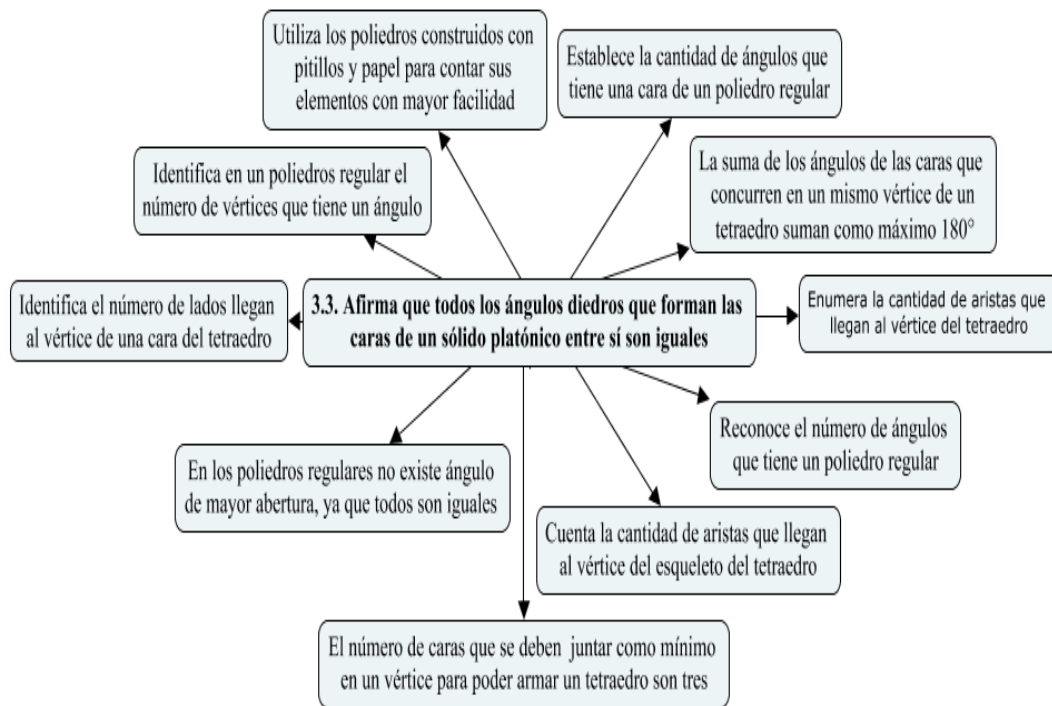 Utiliza los poliedros construidos con
pitillos y papel para contar sus
elementos con mayor facilidad
Establece la cantidad de ángulos que
tiene una cara de un poliedro regular
Identifica en un poliedros regular el
número de vértices que tiene un ángulo
La suma de los ángulos de las caras que
concurren en un mismo vértice de un
tetraedro suman como máximo 180°
Identifica el número de lados llegan
al vértice de una cara del tetraedro
3.3. Afirma que todos los ángulos diedros que forman las
caras de un sólido platónico entre sí son iguales
Enumera la cantidad de aristas que
llegan al vértice del tetraedro
Reconoce el número de ángulos
que tiene un poliedro regular
En los poliedros regulares no existe ángulo
de mayor abertura, ya que todos son iguales
Cuenta la cantidad de aristas que llegan
al vértice del esqueleto del tetraedro
El número de caras que se deben juntar como mínimo
en un vértice para poder armar un tetraedro son tres